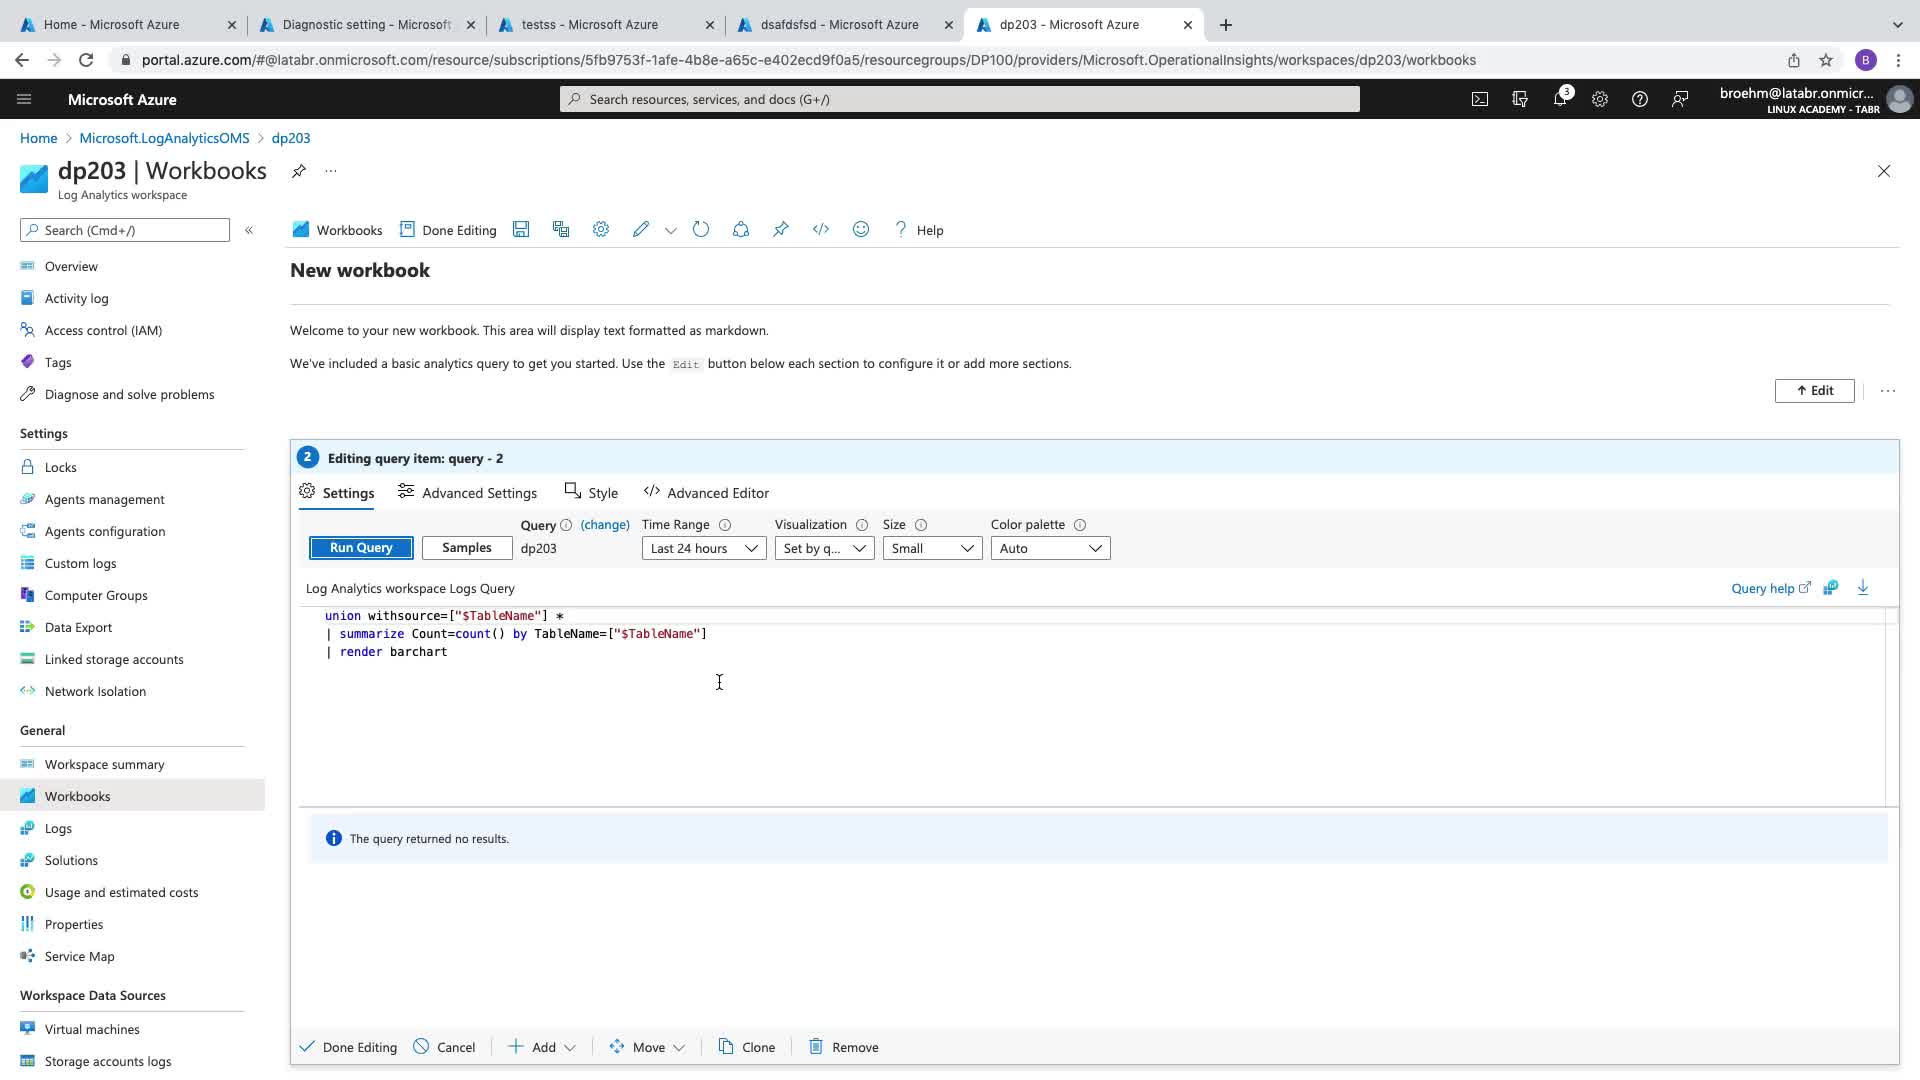 Home - Microsoft Azure
Diagnostic setting - Microsoft
testss - Microsoft Azure
dsafdsfsd - Microsoft Azure
dp203 - Microsoft Azure
portal.azure.com/#@latabr.onmicrosoft.com/resource/subscriptions/5fb9753f-1afe-4b8e-a65c-e402ecd9f0a5/resourcegroups/DP100/providers/Microsoft.OperationalInsights/workspaces/dp203/workbooks
B
Microsoft Azure
Search resources, services, and docs (G+/)
3
broehm@latabr.onmicr...
LINUX ACADEMY - TABR
Home > Microsoft.LogAnalyticsOMS > dp203
dp203 | Workbooks
Log Analytics workspace
Search (Cmd+/)
Workbooks
Done Editing
? Help
Overview
Activity log
Access control (IAM)
Tags
Diagnose and solve problems
Settings
Locks
Agents management
Agents configuration
Custom logs
Computer Groups
Data Export
Linked storage accounts
Network Isolation
General
Workspace summary
Workbooks
Logs
Solutions
Usage and estimated costs
Properties
Service Map
Workspace Data Sources
Virtual machines
Storage accounts logs
New workbook
Welcome to your new workbook. This area will display text formatted as markdown.
We've included a basic analytics query to get you started. Use the Edit button below each section to configure it or add more sections.
↑ Edit
2 Editing query item: query - 2
Settings
Advanced Settings
Style
Advanced Editor
Run Query
Samples
Query (change)
dp203
Time Range
Last 24 hours
Visualization
Set by q...
Size
Small
Color palette
Auto
Log Analytics workspace Logs Query
Query help
union withsource=["$TableName"] *
| summarize Count=count() by TableName=["$TableName"]
| render barchart
The query returned no results.
Done Editing
Cancel
Add
Move
Clone
Remove